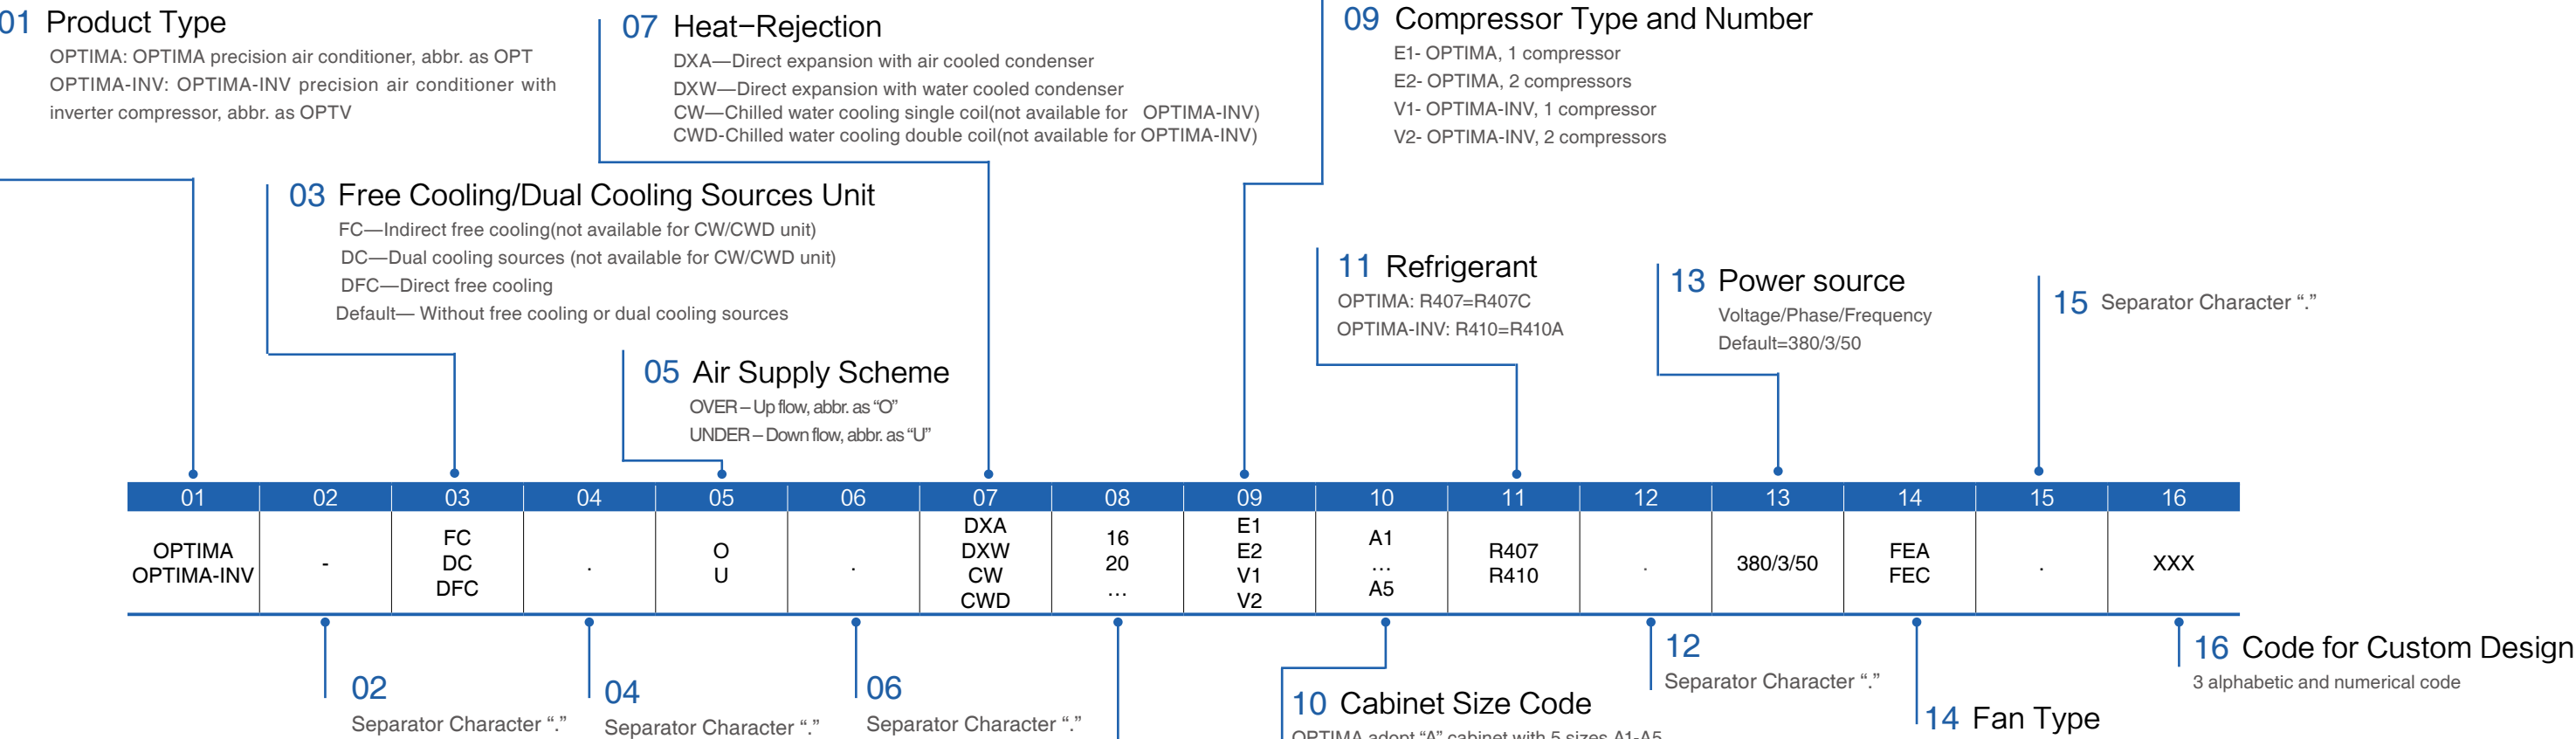 01 Product Type
OPTIMA: OPTIMA precision air conditioner, abbr. as OPT
OPTIMA-INV: OPTIMA-INV precision air conditioner with
inverter compressor, abbr. as OPTV
07 Heat-Rejection
DXA—Direct expansion with air cooled condenser
DXW—Direct expansion with water cooled condenser
CW—Chilled water cooling single coil(not available for OPTIMA-INV)
CWD-Chilled water cooling double coil(not available for OPTIMA-INV)
09 Compressor Type and Number
E1- OPTIMA, 1 compressor
E2- OPTIMA, 2 compressors
V1- OPTIMA-INV, 1 compressor
V2- OPTIMA-INV, 2 compressors
03 Free Cooling/Dual Cooling Sources Unit
FC—Indirect free cooling(not available for CW/CWD unit)
DC—Dual cooling sources (not available for CW/CWD unit)
DFC—Direct free cooling
Default— Without free cooling or dual cooling sources
05 Air Supply Scheme
OVER – Up flow, abbr. as “O”
UNDER – Down flow, abbr. as “U”
11 Refrigerant
OPTIMA: R407=R407C
OPTIMA-INV: R410=R410A
13 Power source
Voltage/Phase/Frequency
Default=380/3/50
15 Separator Character “.”
01 02 03 04 05 06 07 08 09 10 11 12 13 14 15 16
OPTIMA
OPTIMA-INV
-
FC
DC
DFC
.
O
U
.
DXA
DXW
CW
CWD
16
20
...
E1
E2
V1
V2
A1
...
A5
R407
R410
.
380/3/50
FEA
FEC
.
XXX
02
Separator Character “.”
04
Separator Character “.”
06
Separator Character “.”
10 Cabinet Size Code
OPTIMA adopt “A” cabinet with 5 sizes A1-A5
12
Separator Character “.”
14 Fan Type
16 Code for Custom Design
3 alphabetic and numerical code